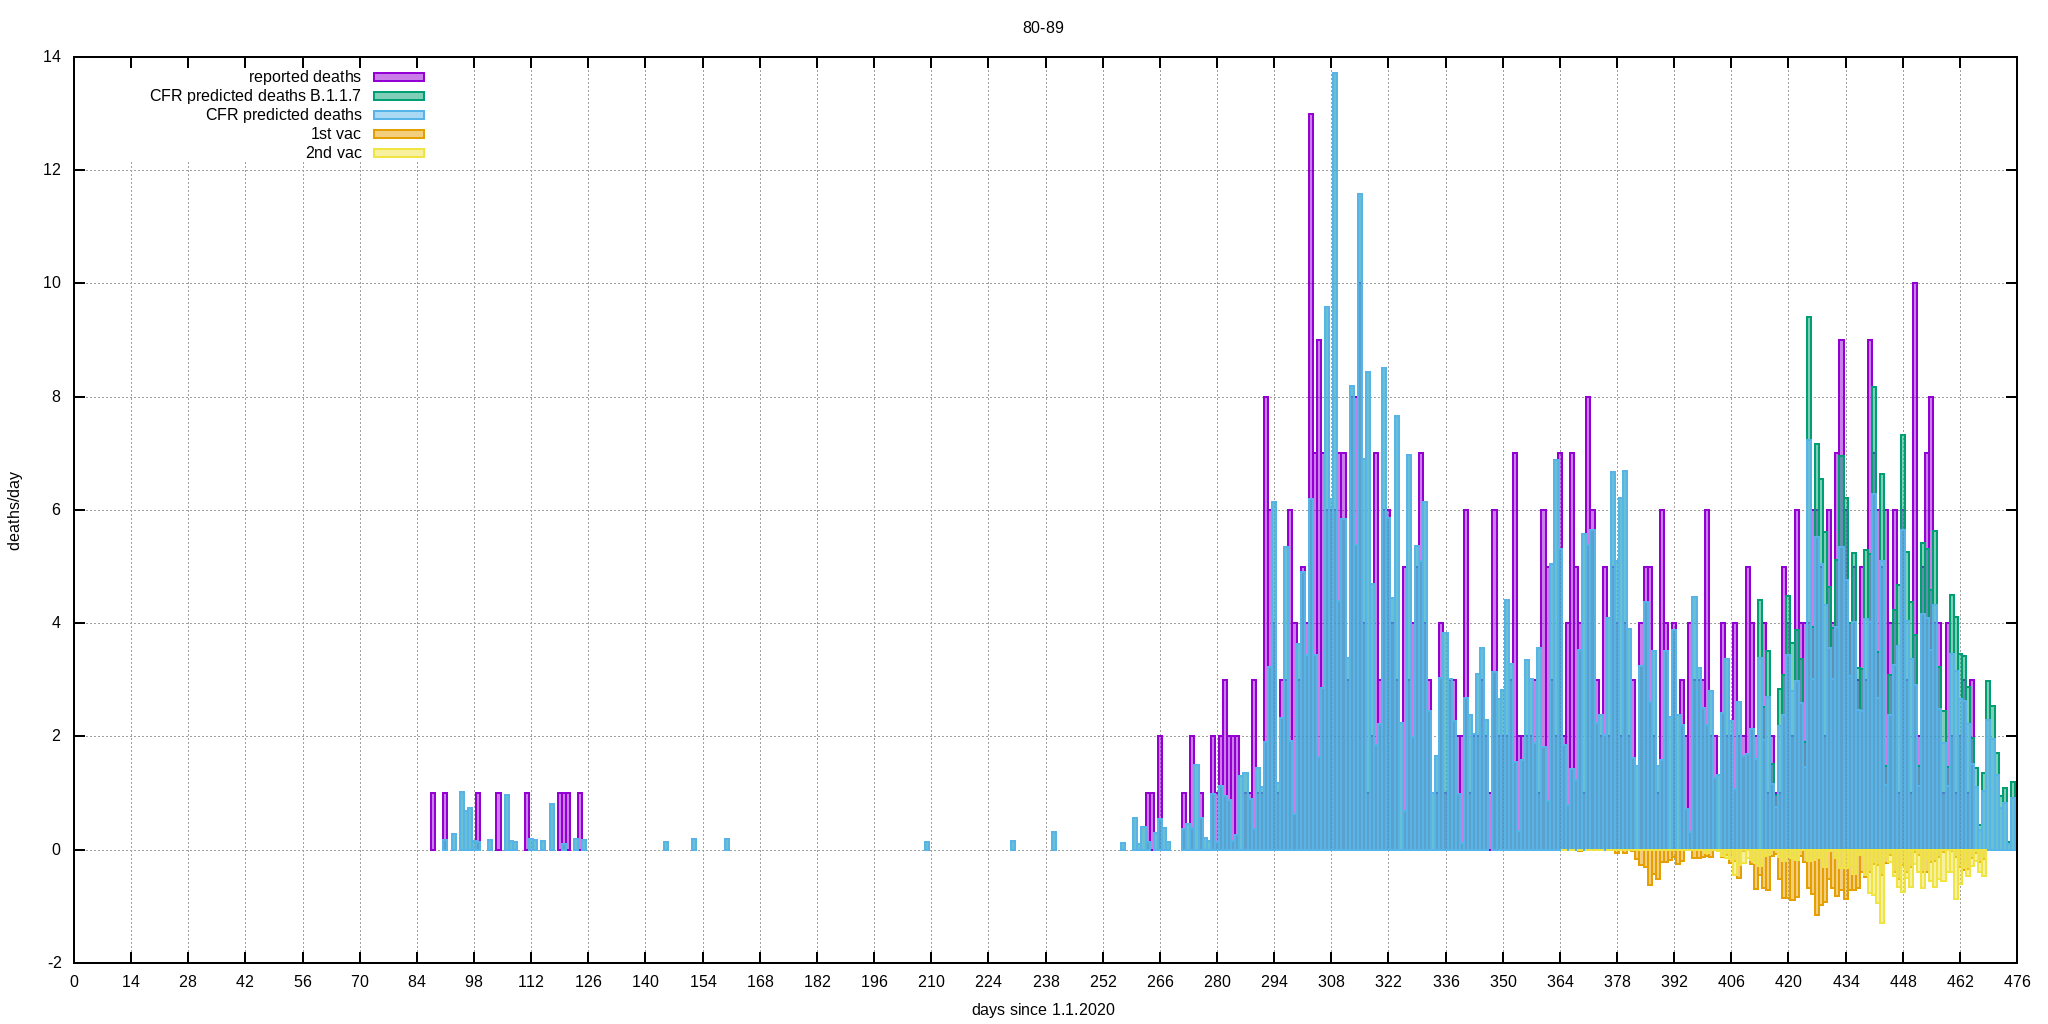 80-89
reported deaths
CFR predicted deaths B.1.1.7
CFR predicted deaths
1st vac
2nd vac
14
12
10
8
6
4
2
0
-2
deaths/day
0 14 28 42 56 70 84 98 112 126 140 154 168 182 196 210 224 238 252 266 280 294 308 322 336 350 364 378 392 406 420 434 448 462 476
days since 1.1.2020